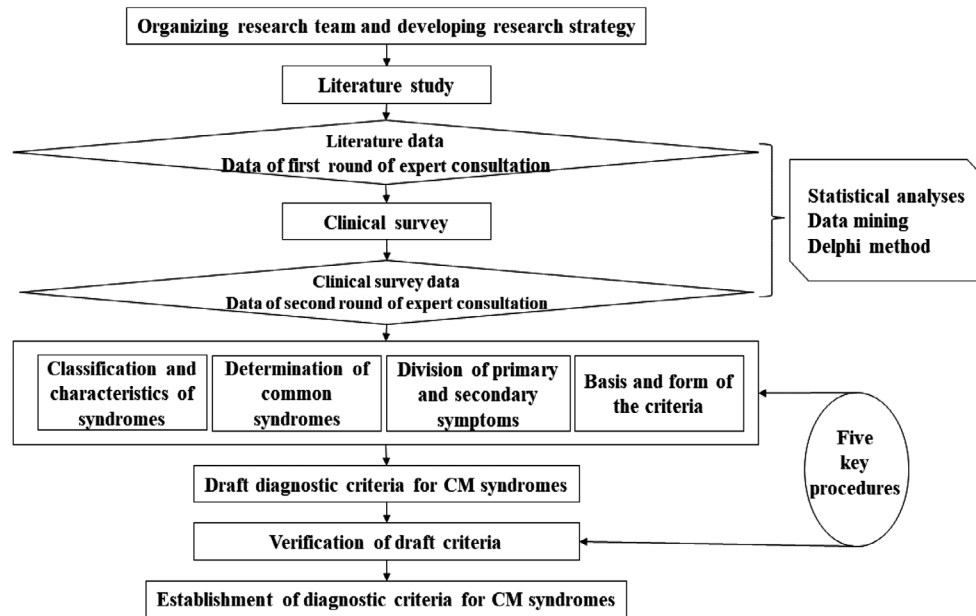 Organizing research team and developing research strategy
Literature study
Literature data
Data of first round of expert consultation
Clinical survey
Clinical survey data
Data of second round of expert consultation
Statistical analyses
Data mining
Delphi method
Classification and
characteristics of
syndromes
Determination of
common
syndromes
Division of primary
and secondary
symptoms
Basis and form of
the criteria
Five
key
procedures
Draft diagnostic criteria for CM syndromes
Verification of draft criteria
Establishment of diagnostic criteria for CM syndromes